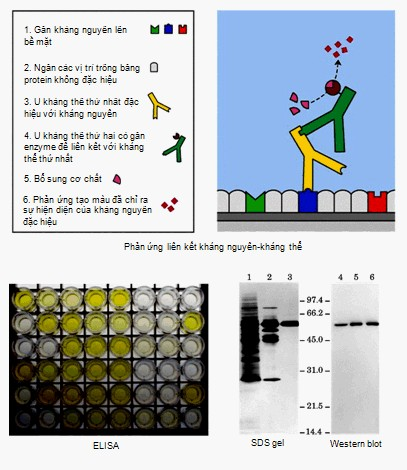 1. Gắn kháng nguyên lên
bề mặt
2. Ngăn các vị trí trống bằng
protein không đặc hiệu
3. U kháng thể thứ nhất đặc
hiệu với kháng nguyên
4. U kháng thể thứ hai có gắn
enzyme để liên kết với kháng
thể thứ nhất
5. Bổ sung cơ chất
6. Phản ứng tạo màu đã chỉ ra
sự hiện diện của kháng nguyên
đặc hiệu
Phản ứng liên kết kháng nguyên-kháng thể
1 2 3 4 5 6
97.4
66.2
45.0
31.0
21.5
14.4
ELISA
SDS gel
Western blot